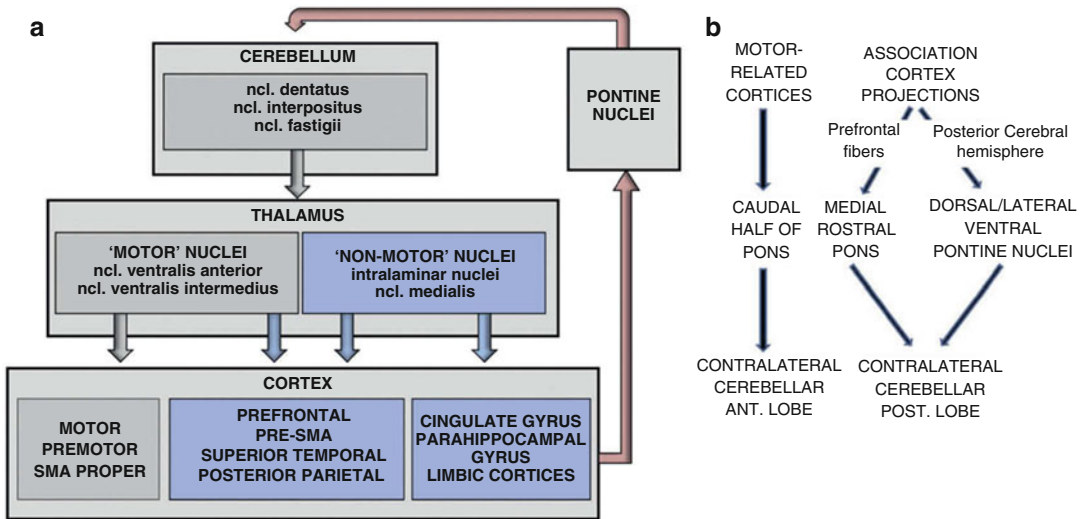 a
CEREBELLUM
ncl. dentatus
ncl. interpositus
ncl. fastigii
PONTINE
NUCLEI
THALAMUS
'MOTOR' NUCLEI
ncl. ventralis anterior
ncl. ventralis intermedius
'NON-MOTOR' NUCLEI
intralaminar nuclei
ncl. medialis
CORTEX
MOTOR
PREMOTOR
SMA PROPER
PREFRONTAL
PRE-SMA
SUPERIOR TEMPORAL
POSTERIOR PARIETAL
CINGULATE GYRUS
PARAHIPPOCAMPAL
GYRUS
LIMBIC CORTICES
b
MOTOR-
RELATED
CORTICES
ASSOCIATION
CORTEX
PROJECTIONS
Prefrontal
fibers
Posterior Cerebral
hemisphere
CAUDAL
HALF OF
PONS
MEDIAL
ROSTRAL
PONS
DORSAL/LATERAL
VENTRAL
PONTINE NUCLEI
CONTRALATERAL
CEREBELLAR
ANT. LOBE
CONTRALATERAL
CEREBELLAR
POST. LOBE